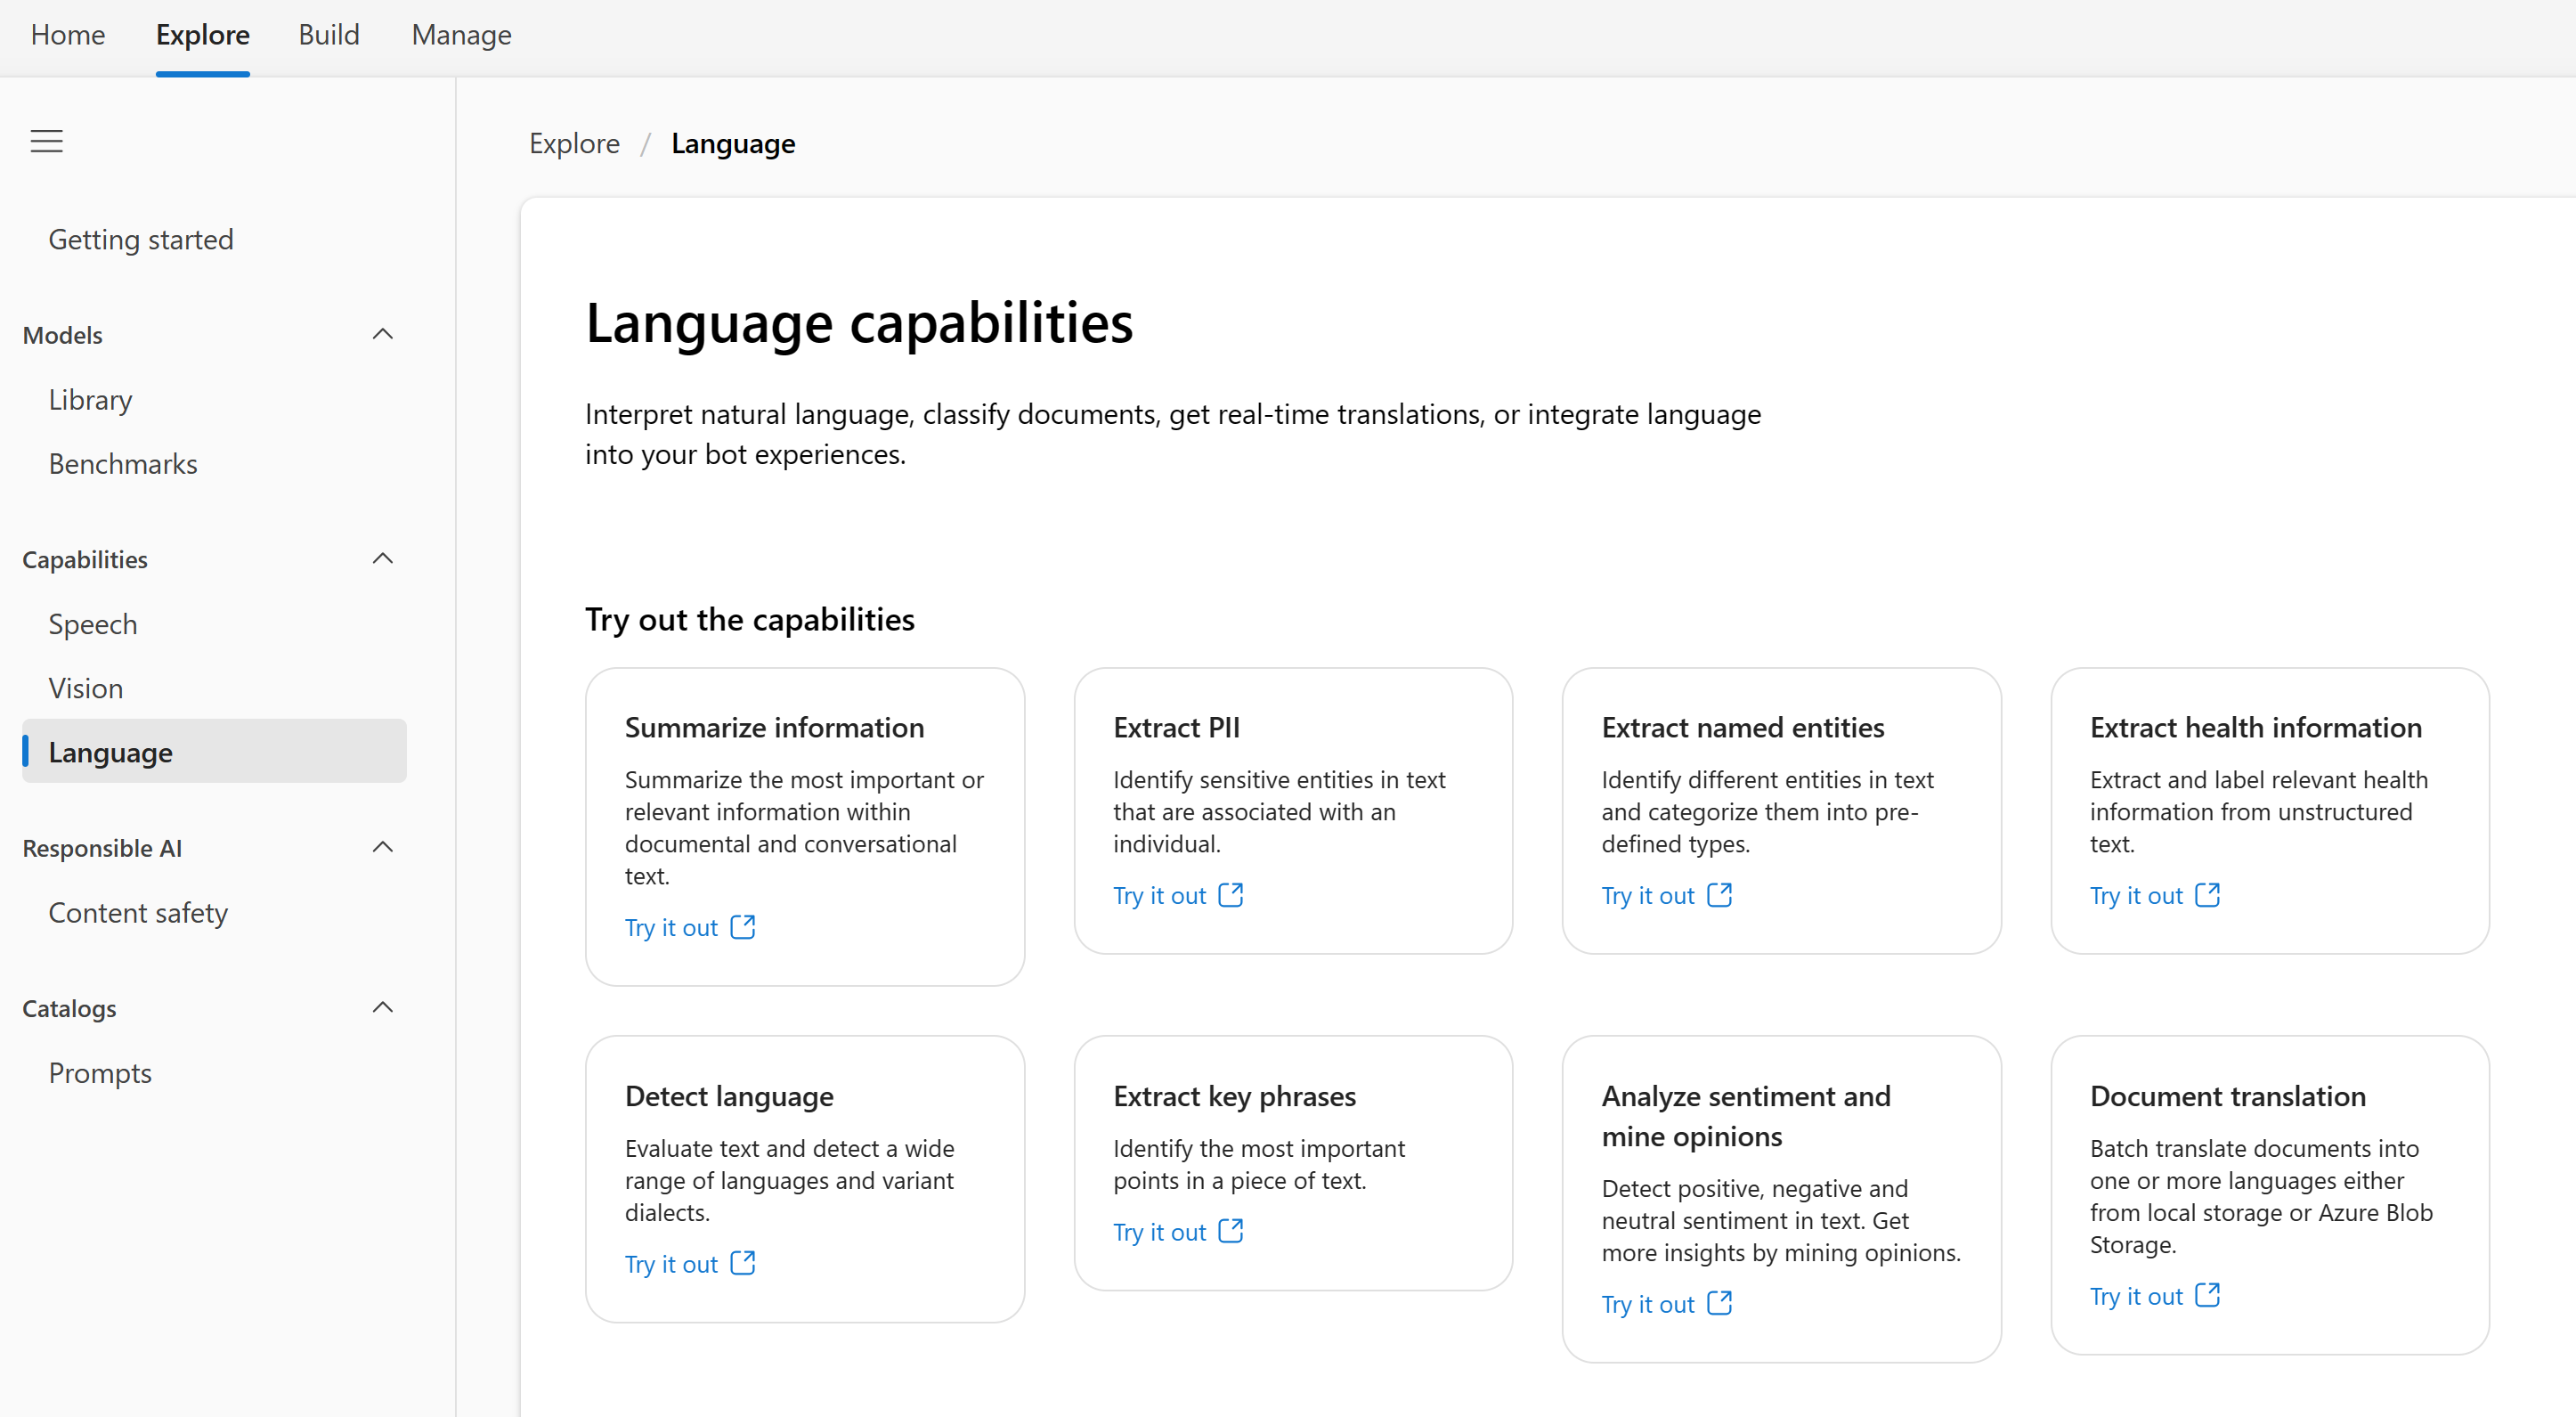 Home Explore Build Manage
Getting started
Models
Library
Benchmarks
Capabilities
Speech
Vision
Language
Responsible AI
Content safety
Catalogs
Prompts
Explore / Language
Language capabilities
Interpret natural language, classify documents, get real-time translations, or integrate language
into your bot experiences.
Try out the capabilities
Summarize information
Summarize the most important or
relevant information within
documental and conversational
text.
Try it out
Extract PII
Identify sensitive entities in text
that are associated with an
individual.
Try it out
Extract named entities
Identify different entities in text
and categorize them into pre-
defined types.
Try it out
Extract health information
Extract and label relevant health
information from unstructured
text.
Try it out
Detect language
Evaluate text and detect a wide
range of languages and variant
dialects.
Try it out
Extract key phrases
Identify the most important
points in a piece of text.
Try it out
Analyze sentiment and
mine opinions
Detect positive, negative and
neutral sentiment in text. Get
more insights by mining opinions.
Try it out
Document translation
Batch translate documents into
one or more languages either
from local storage or Azure Blob
Storage.
Try it out